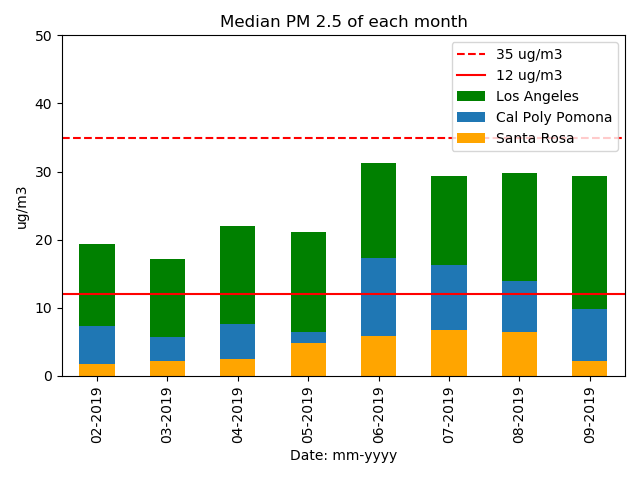 Median PM 2.5 of each month
50
40
30
20
10
0
ug/m3
35 ug/m3
12 ug/m3
Los Angeles
Cal Poly Pomona
Santa Rosa
02-2019
03-2019
04-2019
05-2019
06-2019
07-2019
08-2019
09-2019
Date: mm-yyyy